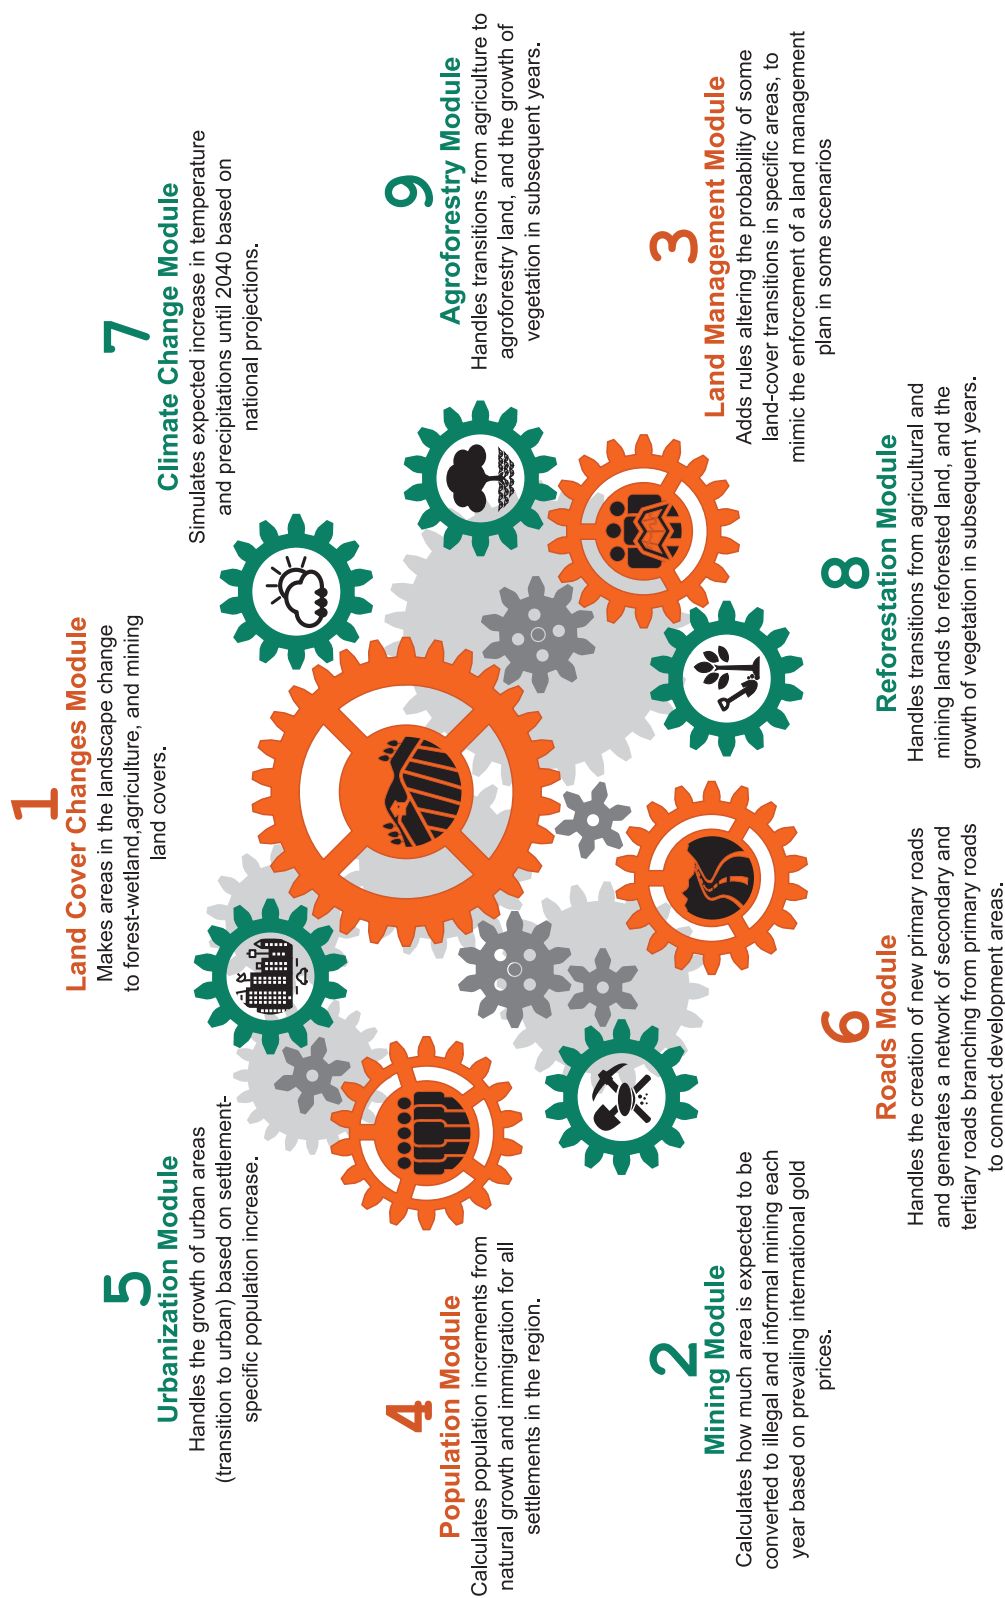 1
Land Cover Changes Module
Makes areas in the landscape change
to forest-wetland,agriculture, and mining
land covers.
5
Urbanization Module
Handles the growth of urban areas
(transition to urban) based on settlement-
specific population increase.
7
Climate Change Module
Simulates expected increase in temperature
and precipitations until 2040 based on
national projections.
4
Population Module
Calculates population increments from
natural growth and immigration for all
settlements in the region.
9
Agroforestry Module
Handles transitions from agriculture to
agroforestry land, and the growth of
vegetation in subsequent years.
2
Mining Module
Calculates how much area is expected to be
converted to illegal and informal mining each
year based on prevailing international gold
prices.
3
Land Management Module
Adds rules altering the probability of some
land-cover transitions in specific areas, to
mimic the enforcement of a land management
plan in some scenarios
6
Roads Module
Handles the creation of new primary roads
and generates a network of secondary and
tertiary roads branching from primary roads
to connect development areas.
8
Reforestation Module
Handles transitions from agricultural and
mining lands to reforested land, and the
growth of vegetation in subsequent years.